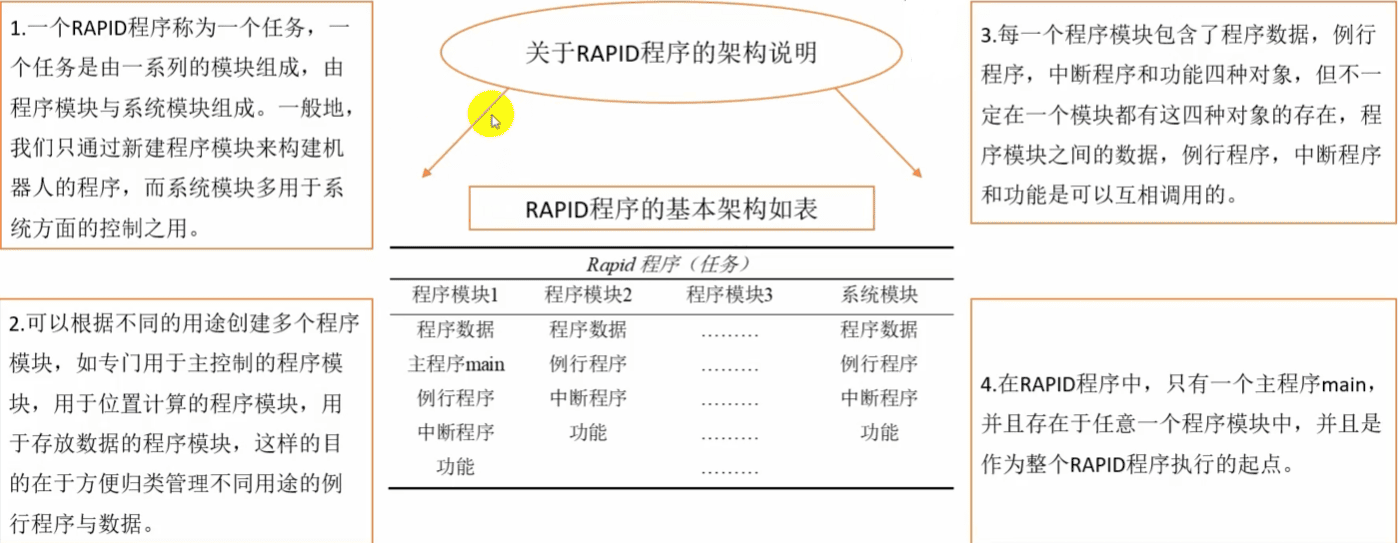 1.一个RAPID程序称为一个任务，一
个任务是由一系列的模块组成，由
程序模块与系统模块组成。一般地，
我们只通过新建程序模块来构建机
器人的程序，而系统模块多用于系
统方面的控制之用。
2.可以根据不同的用途创建多个程序
模块，如专门用于主控制的程序模
块，用于位置计算的程序模块，用
于存放数据的程序模块，这样的目
的在于方便归类管理不同用途的例
行程序与数据。
关于RAPID程序的架构说明
RAPID程序的基本架构如表
Rapid 程序（任务）
程序模块1 程序模块2 程序模块3 系统模块
程序数据 程序数据 ......... 程序数据
主程序main 例行程序 ......... 例行程序
例行程序 中断程序 ......... 中断程序
中断程序 功能 ......... 功能
功能 .........
3.每一个程序模块包含了程序数据，例行
程序，中断程序和功能四种对象，但不一
定在一个模块都有这四种对象的存在，程
序模块之间的数据，例行程序，中断程序
和功能是可以互相调用的。
4.在RAPID程序中，只有一个主程序main，
并且存在于任意一个程序模块中，并且是
作为整个RAPID程序执行的起点。